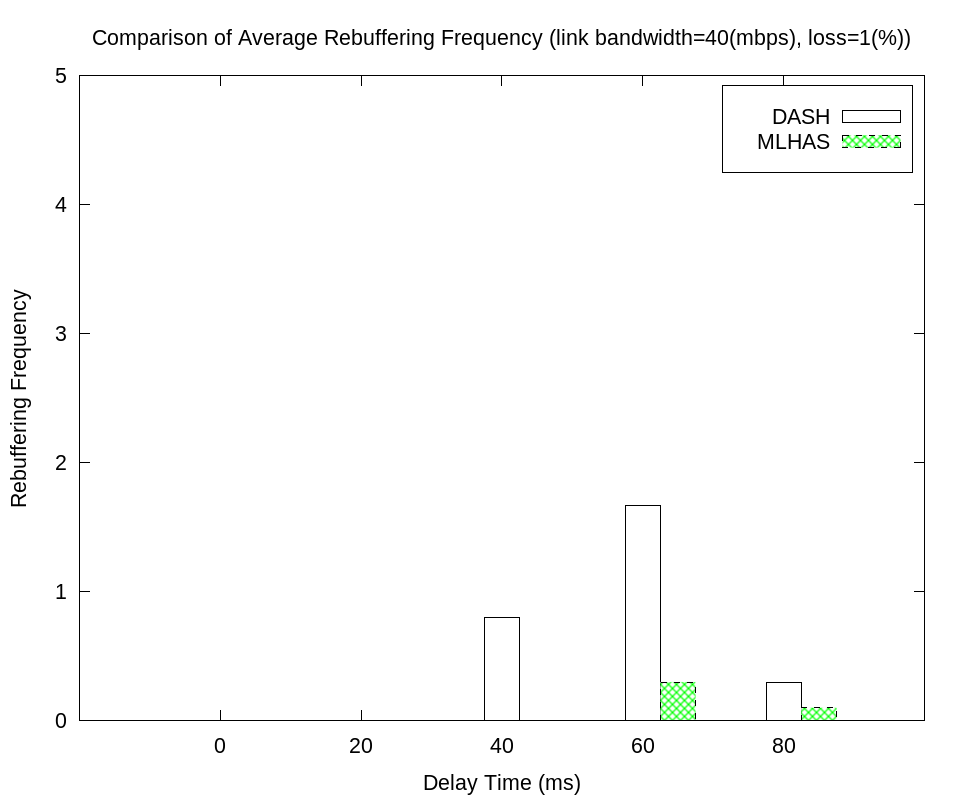 Comparison of Average Rebuffering Frequency (link bandwidth=40(mbps), loss=1(%))
DASH
MLHAS
5
4
3
2
1
0
Rebuffering Frequency
0 20 40 60 80
Delay Time (ms)